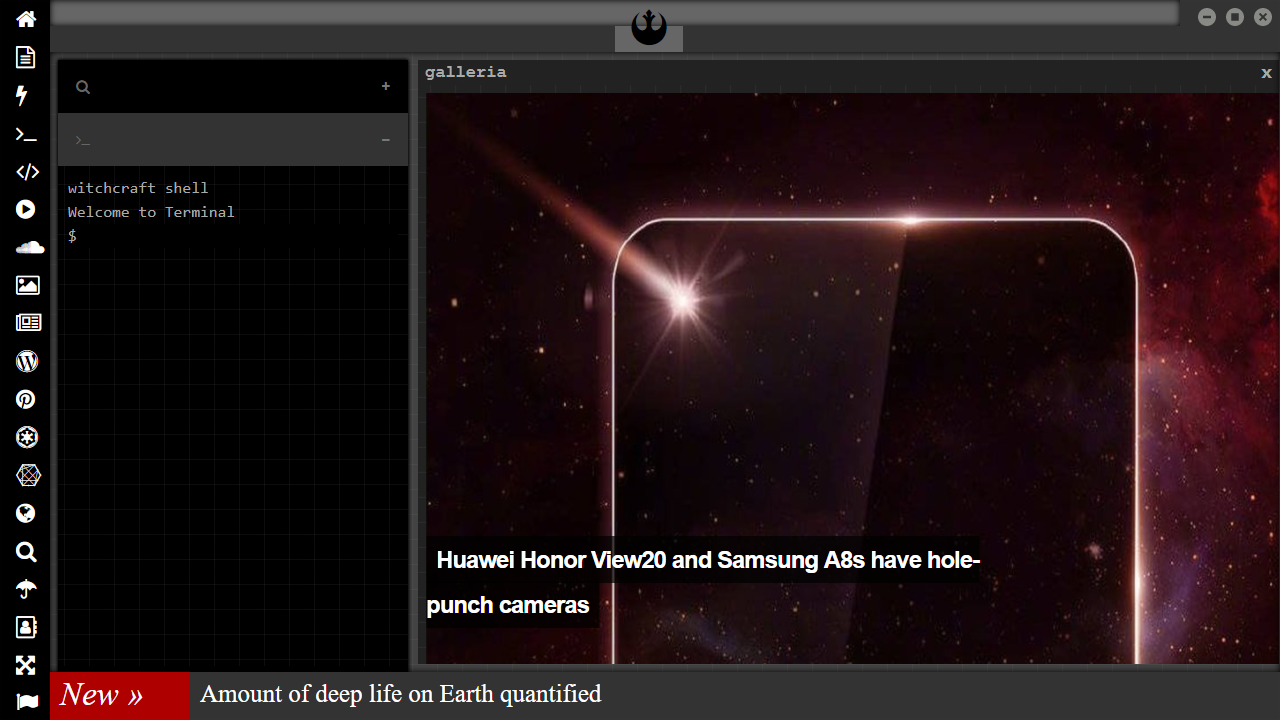 galleria
x
+
>_
−
witchcraft shell
Welcome to Terminal
$
Huawei Honor View20 and Samsung A8s have hole-
punch cameras
New »
Amount of deep life on Earth quantified